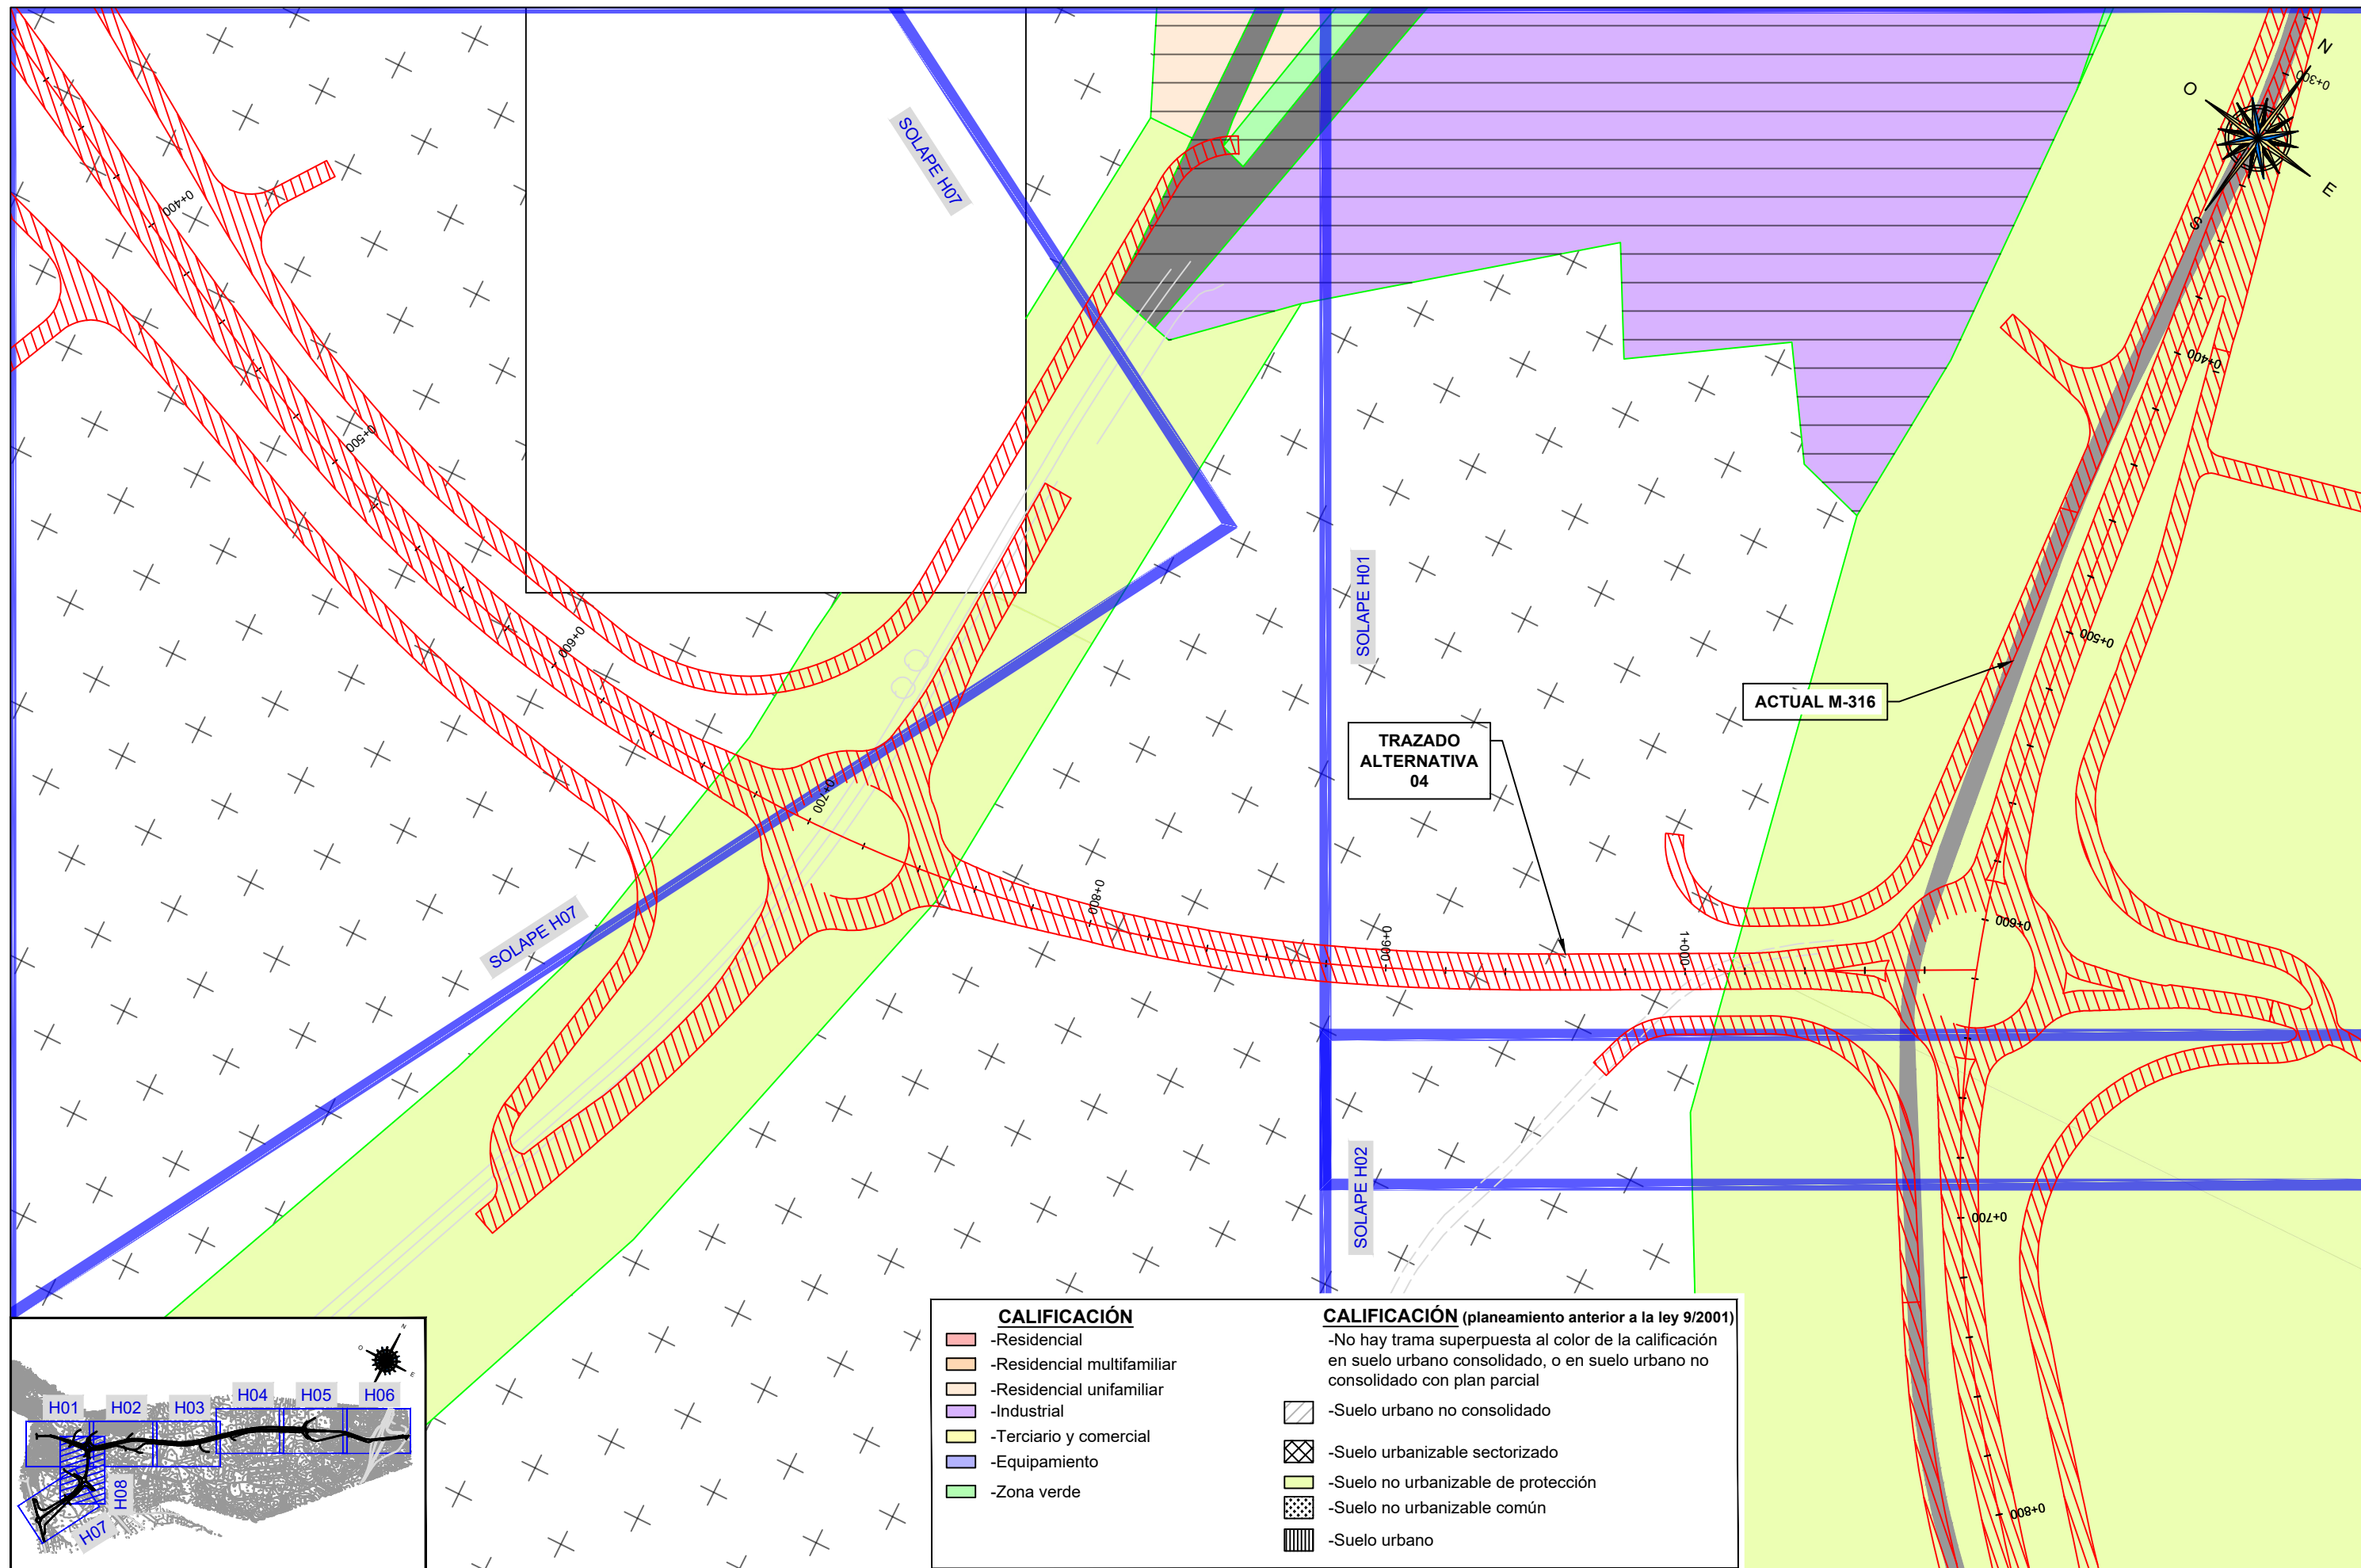 N
O
E
S
0+300
SOLAPE H07
0+400
0+400
0+500
0+500
SOLAPE H01
0+600
ACTUAL M-316
TRAZADO
ALTERNATIVA
04
0+700
SOLAPE H07
0+800
0+900
1+000
0+600
SOLAPE H02
0+700
0+800
CALIFICACIÓN
-Residencial
-Residencial multifamiliar
-Residencial unifamiliar
-Industrial
-Terciario y comercial
-Equipamiento
-Zona verde
CALIFICACIÓN (planeamiento anterior a la ley 9/2001)
-No hay trama superpuesta al color de la calificación
en suelo urbano consolidado, o en suelo urbano no
consolidado con plan parcial
-Suelo urbano no consolidado
-Suelo urbanizable sectorizado
-Suelo no urbanizable de protección
-Suelo no urbanizable común
-Suelo urbano
N
O
E
H01
H02
H03
H04
H05
H06
H08
H07